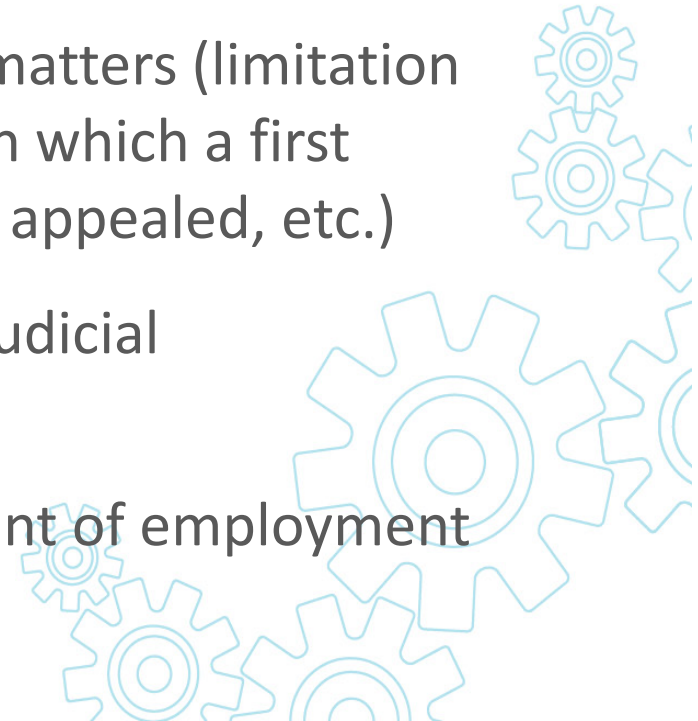 matters (limitation
n which a first
appealed, etc.)
udicial
nt of employment